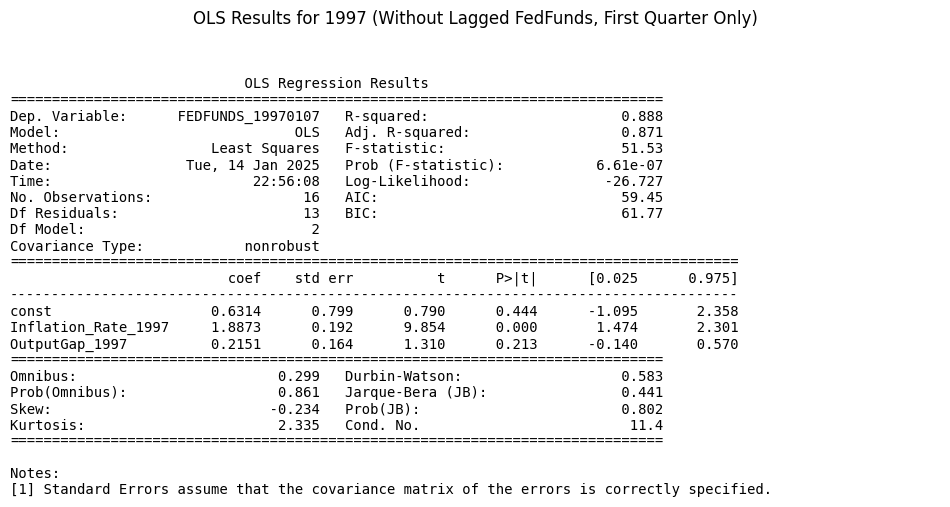 OLS Results for 1997 (Without Lagged FedFunds, First Quarter Only)
OLS Regression Results
==============================================================================
Dep. Variable:      FEDFUNDS_19970107   R-squared:                       0.888
Model:                            OLS   Adj. R-squared:                  0.871
Method:                 Least Squares   F-statistic:                     51.53
Date:                Tue, 14 Jan 2025   Prob (F-statistic):           6.61e-07
Time:                        22:56:08   Log-Likelihood:                -26.727
No. Observations:                  16   AIC:                             59.45
Df Residuals:                      13   BIC:                             61.77
Df Model:                           2
Covariance Type:            nonrobust
=======================================================================================
                          coef    std err          t      P>|t|      [0.025      0.975]
---------------------------------------------------------------------------------------
const                   0.6314      0.799      0.790      0.444      -1.095       2.358
Inflation_Rate_1997     1.8873      0.192      9.854      0.000       1.474       2.301
OutputGap_1997          0.2151      0.164      1.310      0.213      -0.140       0.570
==============================================================================
Omnibus:                        0.299   Durbin-Watson:                   0.583
Prob(Omnibus):                  0.861   Jarque-Bera (JB):                0.441
Skew:                          -0.234   Prob(JB):                        0.802
Kurtosis:                       2.335   Cond. No.                         11.4
==============================================================================
Notes:
[1] Standard Errors assume that the covariance matrix of the errors is correctly specified.